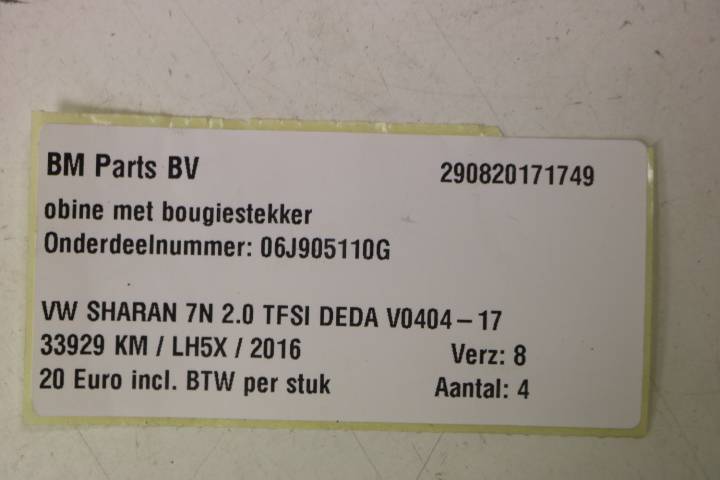 BM Parts BV 290820171749
obine met bougiestekker
Onderdeelnummer: 06J905110G
VW SHARAN 7N 2.0 TFSI DEDA V0404 – 17
33929 KM / LH5X / 2016 Verz: 8
20 Euro incl. BTW per stuk Aantal: 4